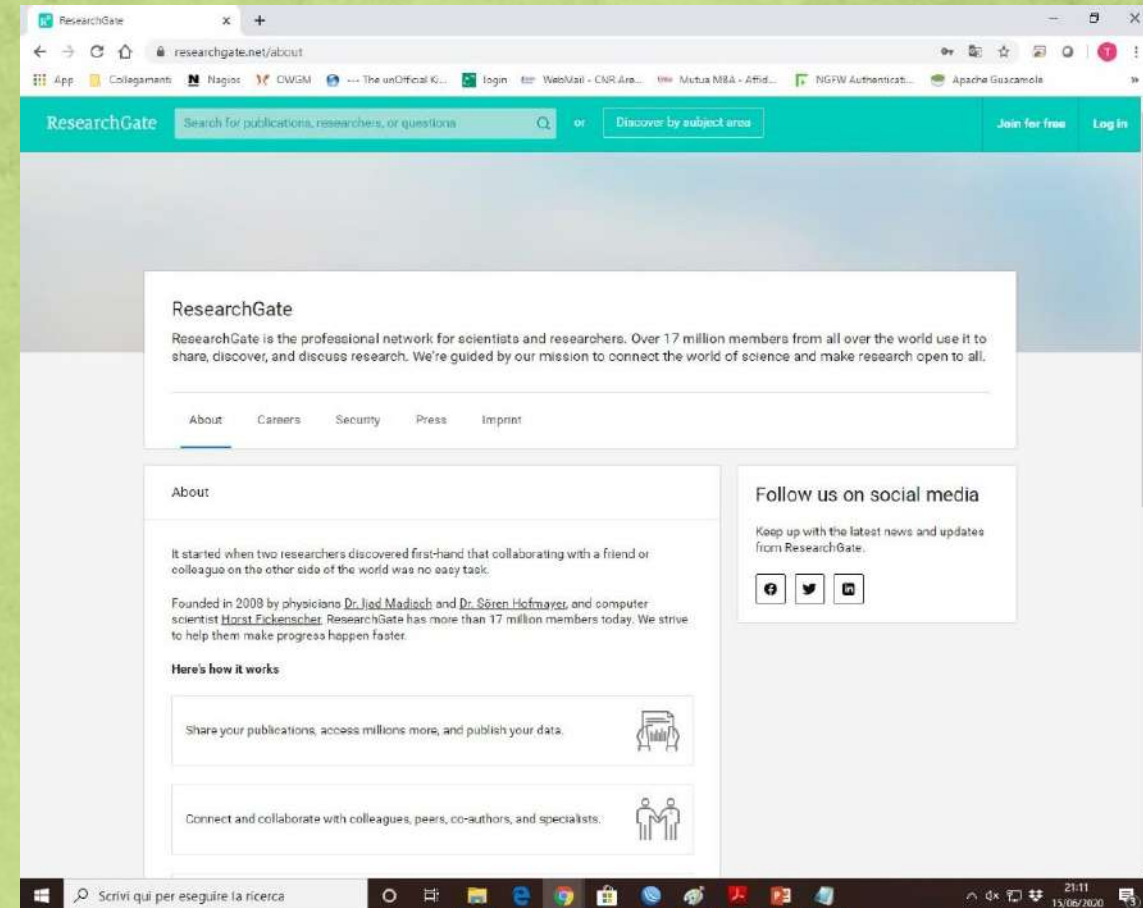 ResearchGate
researchgate.net/about
App Collegamenti Nagios CWGM --- The unOfficial Ki... login WebMail - CNR Are... Mutua MBA - Affid... NGFW Authenticati... Apache Guacamole
ResearchGate Search for publications, researchers, or questions or Discover by subject area Join for free Log in
ResearchGate
ResearchGate is the professional network for scientists and researchers. Over 17 million members from all over the world use it to
share, discover, and discuss research. We're guided by our mission to connect the world of science and make research open to all.
About Careers Security Press Imprint
About
It started when two researchers discovered first-hand that collaborating with a friend or
colleague on the other side of the world was no easy task.
Founded in 2008 by physicians Dr. Ijad Madisch and Dr. Sören Hofmayer, and computer
scientist Horst Fickenscher, ResearchGate has more than 17 million members today. We strive
to help them make progress happen faster.
Here's how it works
Share your publications, access millions more, and publish your data.
Connect and collaborate with colleagues, peers, co-authors, and specialists.
Follow us on social media
Keep up with the latest news and updates
from ResearchGate.
Scrivi qui per eseguire la ricerca
21:11
15/06/2020